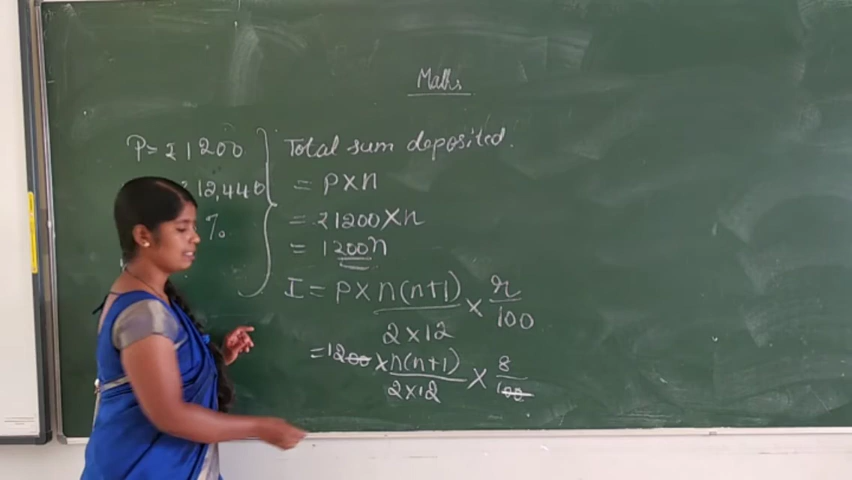 Maths
P = ₹ 1200
12,440
%
Total sum deposited.
= P × n
= ₹ 1200 × n
= 1200n
I = P × n(n+1)/2×12 × r/100
= 1200 × n(n+1)/2×12 × 8/100